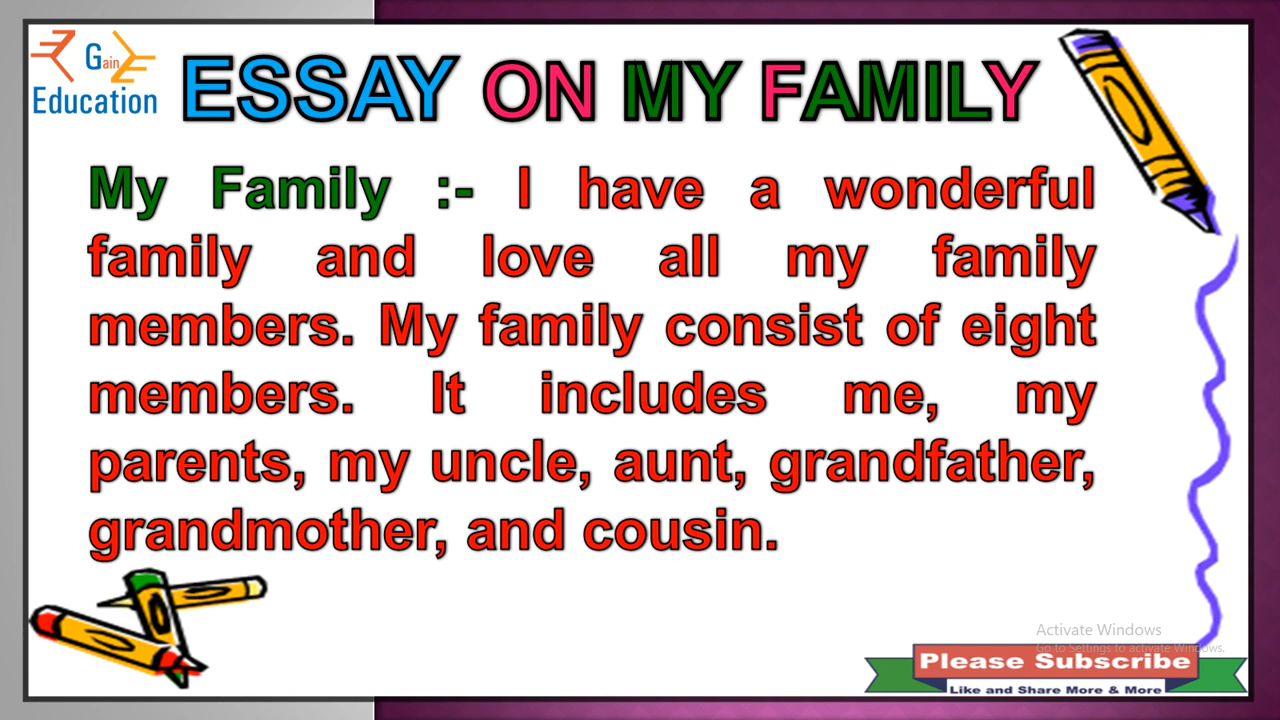 Gain
Education
ESSAY ON MY FAMILY
My Family :- I have a wonderful
family and love all my family
members. My family consist of eight
members. It includes me, my
parents, my uncle, aunt, grandfather,
grandmother, and cousin.
Activate Windows
Go to Settings to activate Windows.
Please Subscribe
Like and Share More & More